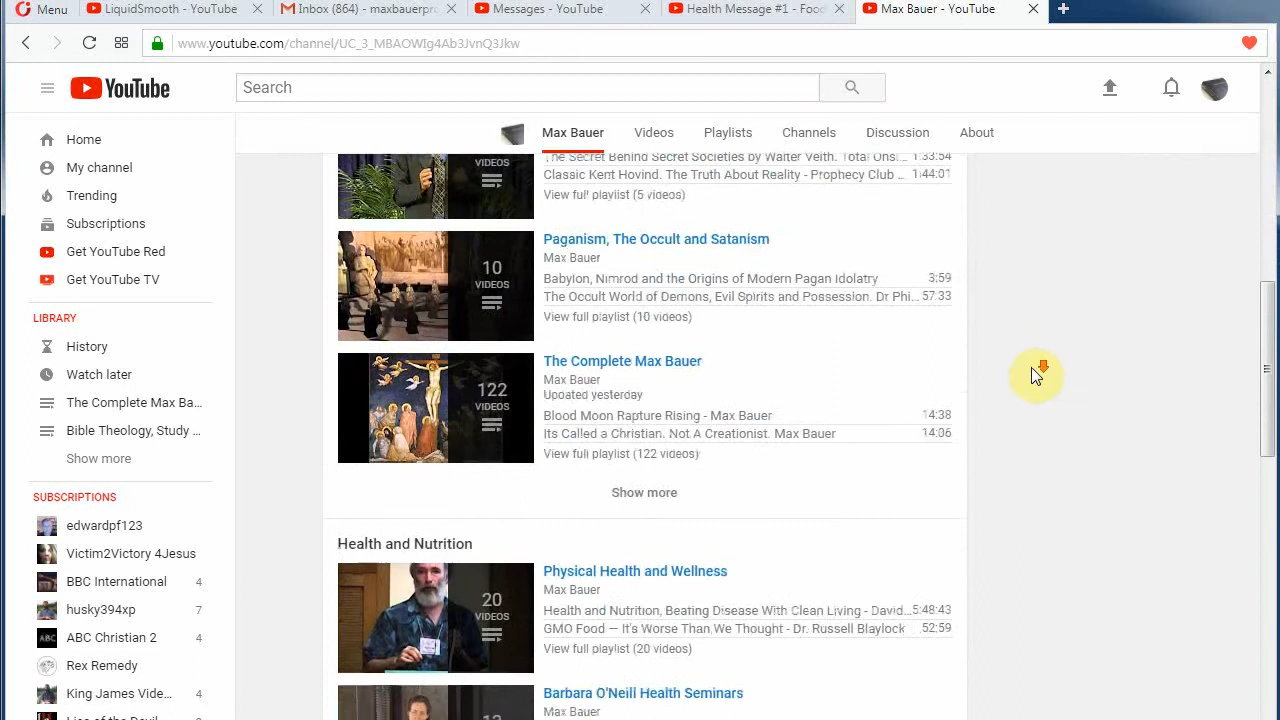 Menu
LiquidSmooth - YouTube
Inbox (864) - maxbauerpro
Messages - YouTube
Health Message #1 - Food
Max Bauer - YouTube
www.youtube.com/channel/UC_3_MBAOWIg4Ab3JvnQ3Jkw
YouTube
Search
Max Bauer
Videos
Playlists
Channels
Discussion
About
Home
My channel
Trending
Subscriptions
Get YouTube Red
Get YouTube TV
LIBRARY
History
Watch later
The Complete Max Ba...
Bible Theology, Study ...
Show more
SUBSCRIPTIONS
edwardpf123
Victim2Victory 4Jesus
BBC International 4
husky394xp 7
ABC
ABC Christian 2 4
Rex Remedy
King James Vide... 4
VIDEOS
The Secret Behind Secret Societies by Walter Veith. Total Ons... 1:33:54
Classic Kent Hovind. The Truth About Reality - Prophecy Club ... 1:44:01
View full playlist (5 videos)
10
VIDEOS
Paganism, The Occult and Satanism
Max Bauer
Babylon, Nimrod and the Origins of Modern Pagan Idolatry 3:59
The Occult World of Demons, Evil Spirits and Possession. Dr Phi... 57:33
View full playlist (10 videos)
122
VIDEOS
The Complete Max Bauer
Max Bauer
Updated yesterday
Blood Moon Rapture Rising - Max Bauer 14:38
Its Called a Christian. Not A Creationist. Max Bauer 14:06
View full playlist (122 videos)
Show more
Health and Nutrition
20
VIDEOS
Physical Health and Wellness
Max Bauer
Health and Nutrition, Beating Disease With Clean Living - David... 5:48:43
GMO Food — It's Worse Than We Thought - Dr. Russell Blaylock 52:59
View full playlist (20 videos)
Barbara O'Neill Health Seminars
Max Bauer